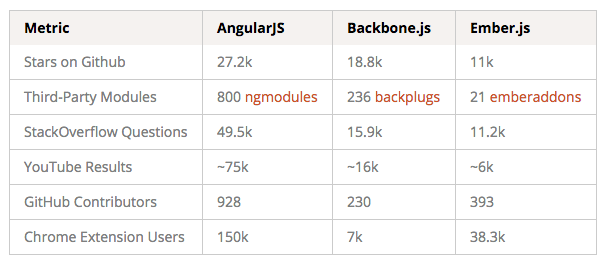 Metric AngularJS Backbone.js Ember.js
Stars on Github 27.2k 18.8k 11k
Third-Party Modules 800 ngmodules 236 backplugs 21 emberaddons
StackOverflow Questions 49.5k 15.9k 11.2k
YouTube Results ~75k ~16k ~6k
GitHub Contributors 928 230 393
Chrome Extension Users 150k 7k 38.3k